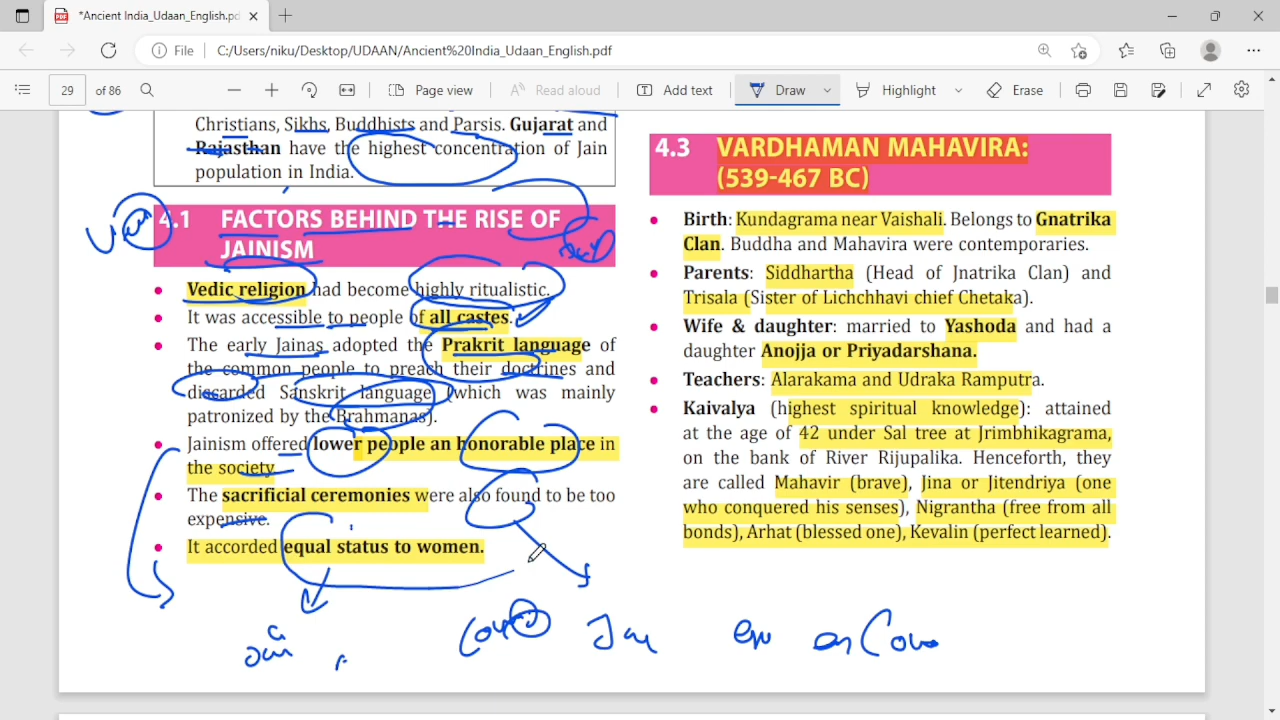 *Ancient India_Udaan_English.pd
File C:/Users/niku/Desktop/UDAAN/Ancient%20India_Udaan_English.pdf
29 of 86 Page view Read aloud Add text Draw Highlight Erase
Christians, Sikhs, Buddhists and Parsis. Gujarat and
Rajasthan have the highest concentration of Jain
population in India.
4.1 FACTORS BEHIND THE RISE OF
JAINISM
• Vedic religion had become highly ritualistic.
• It was accessible to people of all castes.
• The early Jainas adopted the Prakrit language of
the common people to preach their doctrines and
discarded Sanskrit language (which was mainly
patronized by the Brahmanas).
• Jainism offered lower people an honorable place in
the society.
• The sacrificial ceremonies were also found to be too
expensive.
• It accorded equal status to women.
4.3 VARDHAMAN MAHAVIRA:
(539-467 BC)
• Birth: Kundagrama near Vaishali. Belongs to Gnatrika
Clan. Buddha and Mahavira were contemporaries.
• Parents: Siddhartha (Head of Jnatrika Clan) and
Trisala (Sister of Lichchhavi chief Chetaka).
• Wife & daughter: married to Yashoda and had a
daughter Anojja or Priyadarshana.
• Teachers: Alarakama and Udraka Ramputra.
• Kaivalya (highest spiritual knowledge): attained
at the age of 42 under Sal tree at Jrimbhikagrama,
on the bank of River Rijupalika. Henceforth, they
are called Mahavir (brave), Jina or Jitendriya (one
who conquered his senses), Nigrantha (free from all
bonds), Arhat (blessed one), Kevalin (perfect learned).